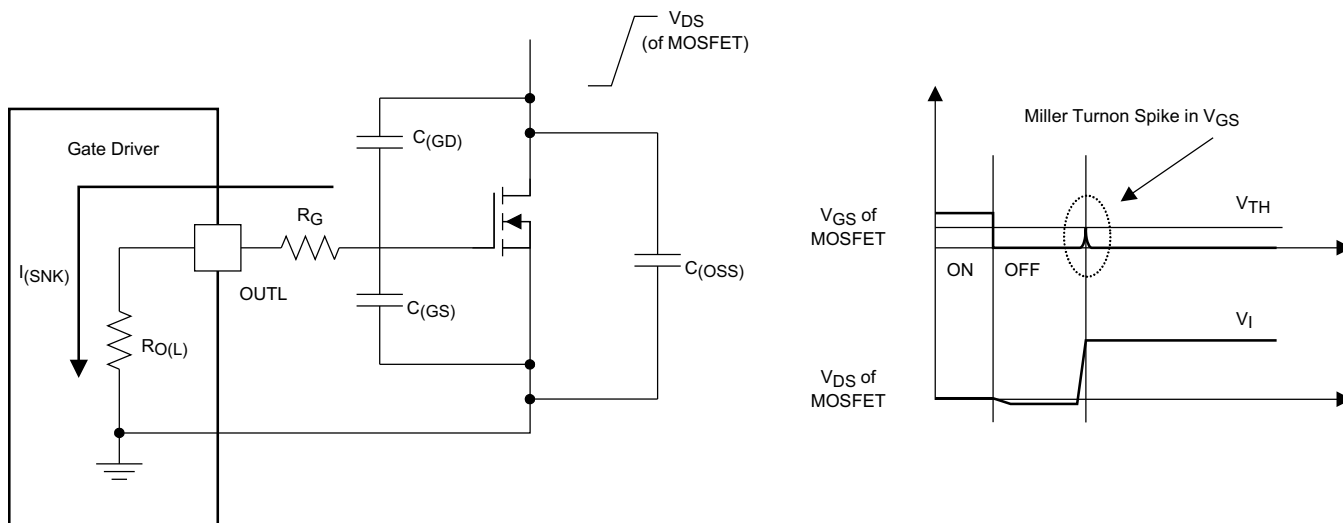 VDS
(of MOSFET)
Gate Driver
C(GD)
RG
I(SNK)
OUTL
C(GS)
C(OSS)
RO(L)
Miller Turnon Spike in VGS
VTH
VGS of
MOSFET
ON
OFF
VI
VDS of
MOSFET